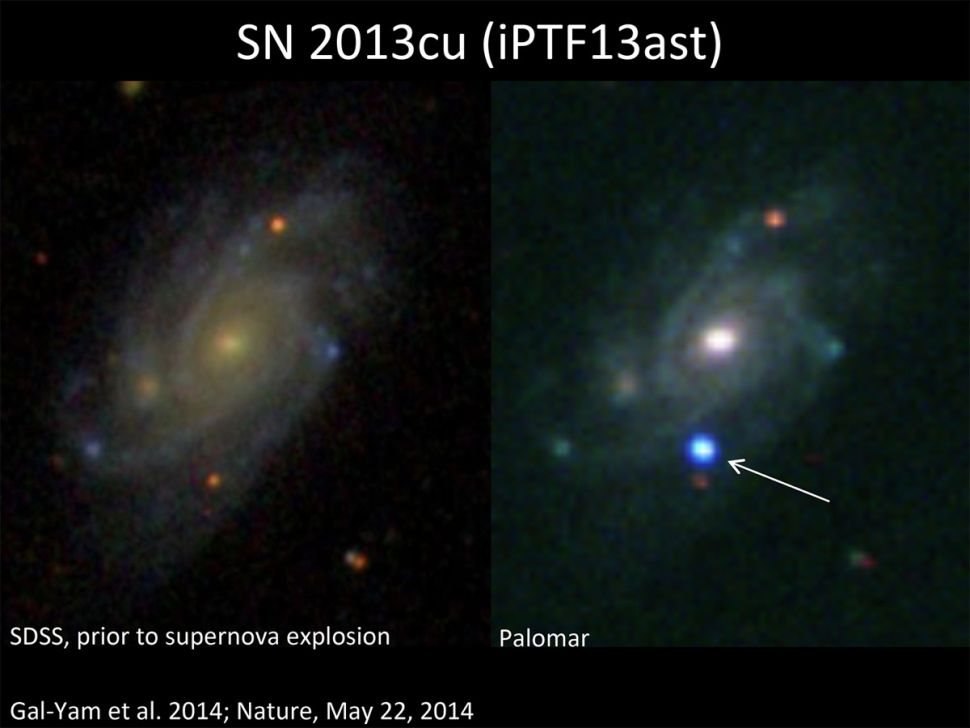 SN 2013cu (iPTF13ast)
SDSS, prior to supernova explosion
Palomar
Gal-Yam et al. 2014; Nature, May 22, 2014